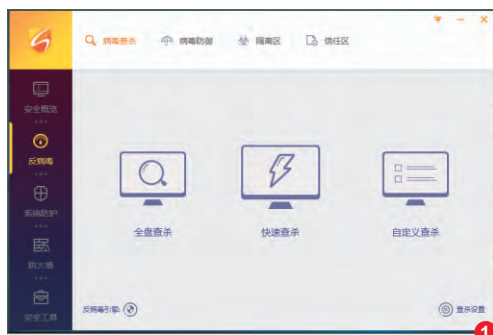 病毒查杀 病毒防御 隔离区 信任区
安全概览
反病毒
系统防护
防火墙
安全工具
全盘查杀 快速查杀 自定义查杀
反病毒引擎: 查杀设置
1